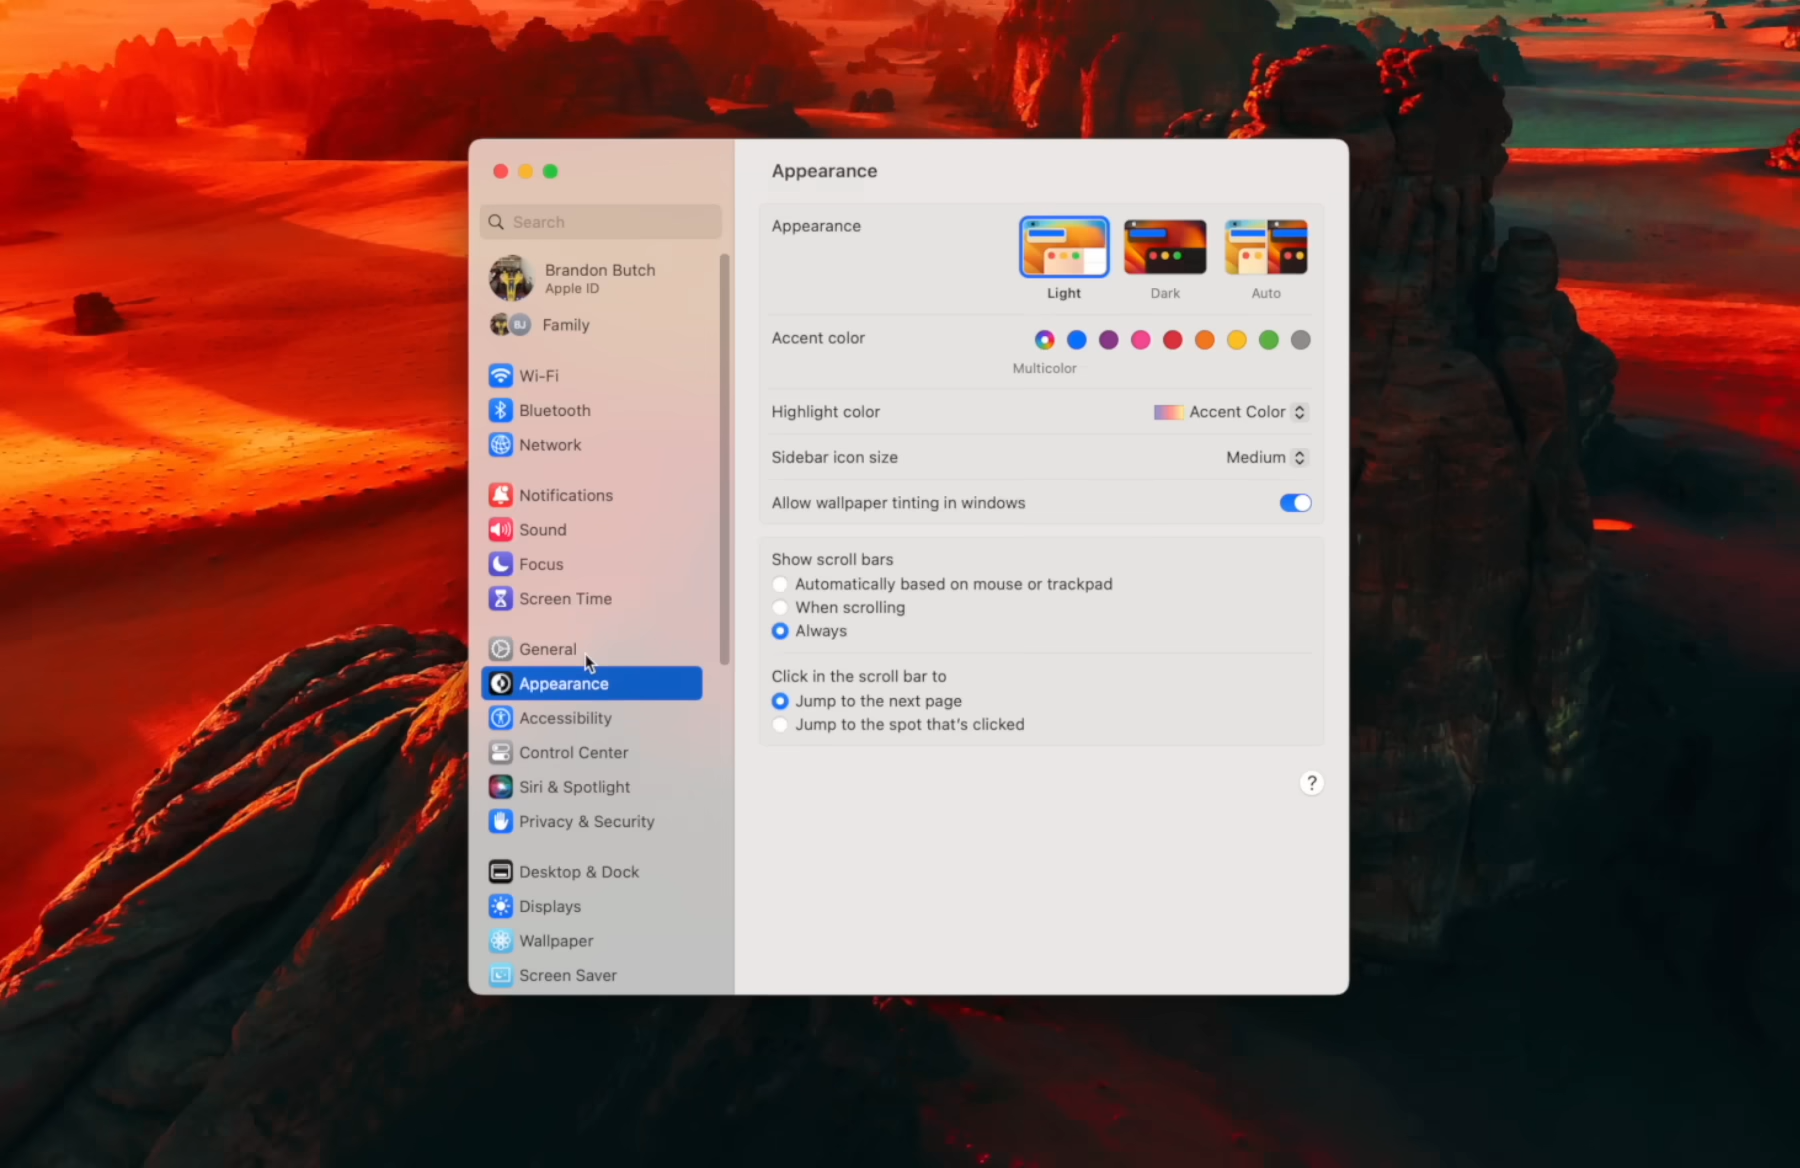 Search
Brandon Butch
Apple ID
BJ
Family
Wi-Fi
Bluetooth
Network
Notifications
Sound
Focus
Screen Time
General
Appearance
Accessibility
Control Center
Siri & Spotlight
Privacy & Security
Desktop & Dock
Displays
Wallpaper
Screen Saver
Appearance
Appearance
Light Dark Auto
Accent color
Multicolor
Highlight color Accent Color
Sidebar icon size Medium
Allow wallpaper tinting in windows
Show scroll bars
Automatically based on mouse or trackpad
When scrolling
Always
Click in the scroll bar to
Jump to the next page
Jump to the spot that's clicked
?